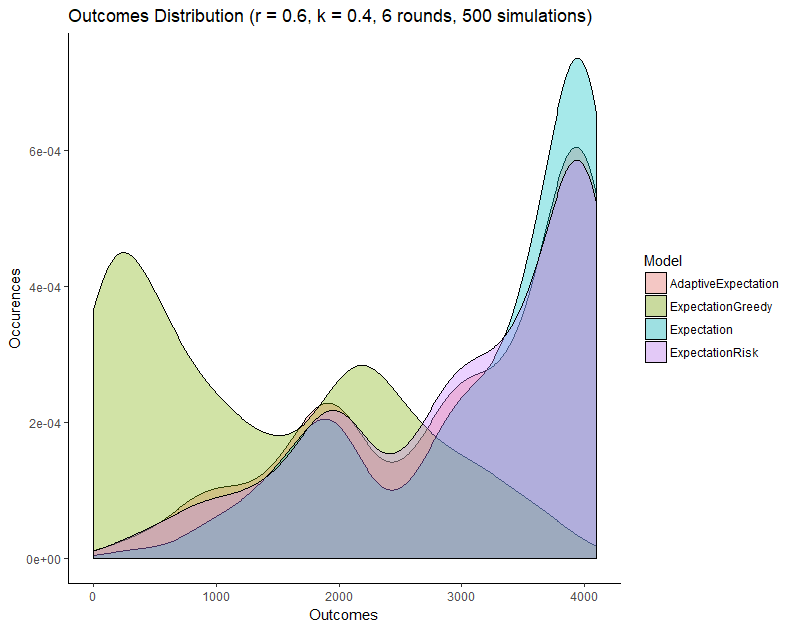 Outcomes Distribution (r = 0.6, k = 0.4, 6 rounds, 500 simulations)
6e-04
4e-04
2e-04
0e+00
Occurences
0 1000 2000 3000 4000
Outcomes
Model
AdaptiveExpectation
ExpectationGreedy
Expectation
ExpectationRisk